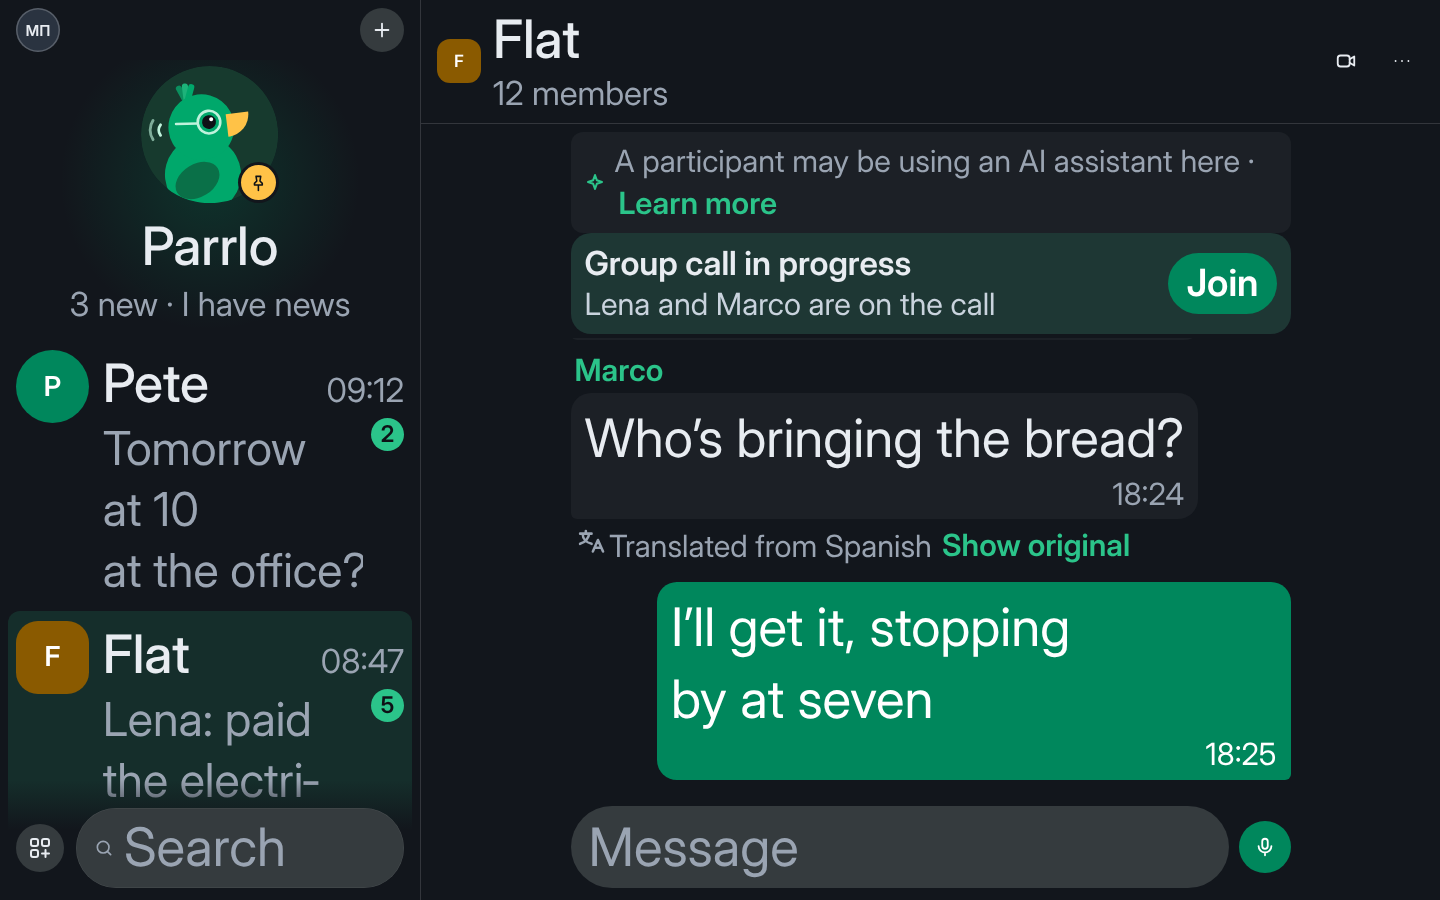 МП
Parrlo
3 new · I have news
P
Pete
09:12
Tomorrow
at 10
at the office?
2
F
Flat
08:47
Lena: paid
the electri-
5
Search
F
Flat
12 members
A participant may be using an AI assistant here ·
Learn more
Group call in progress
Lena and Marco are on the call
Join
Marco
Who’s bringing the bread?
18:24
Translated from Spanish Show original
I’ll get it, stopping
by at seven
18:25
Message